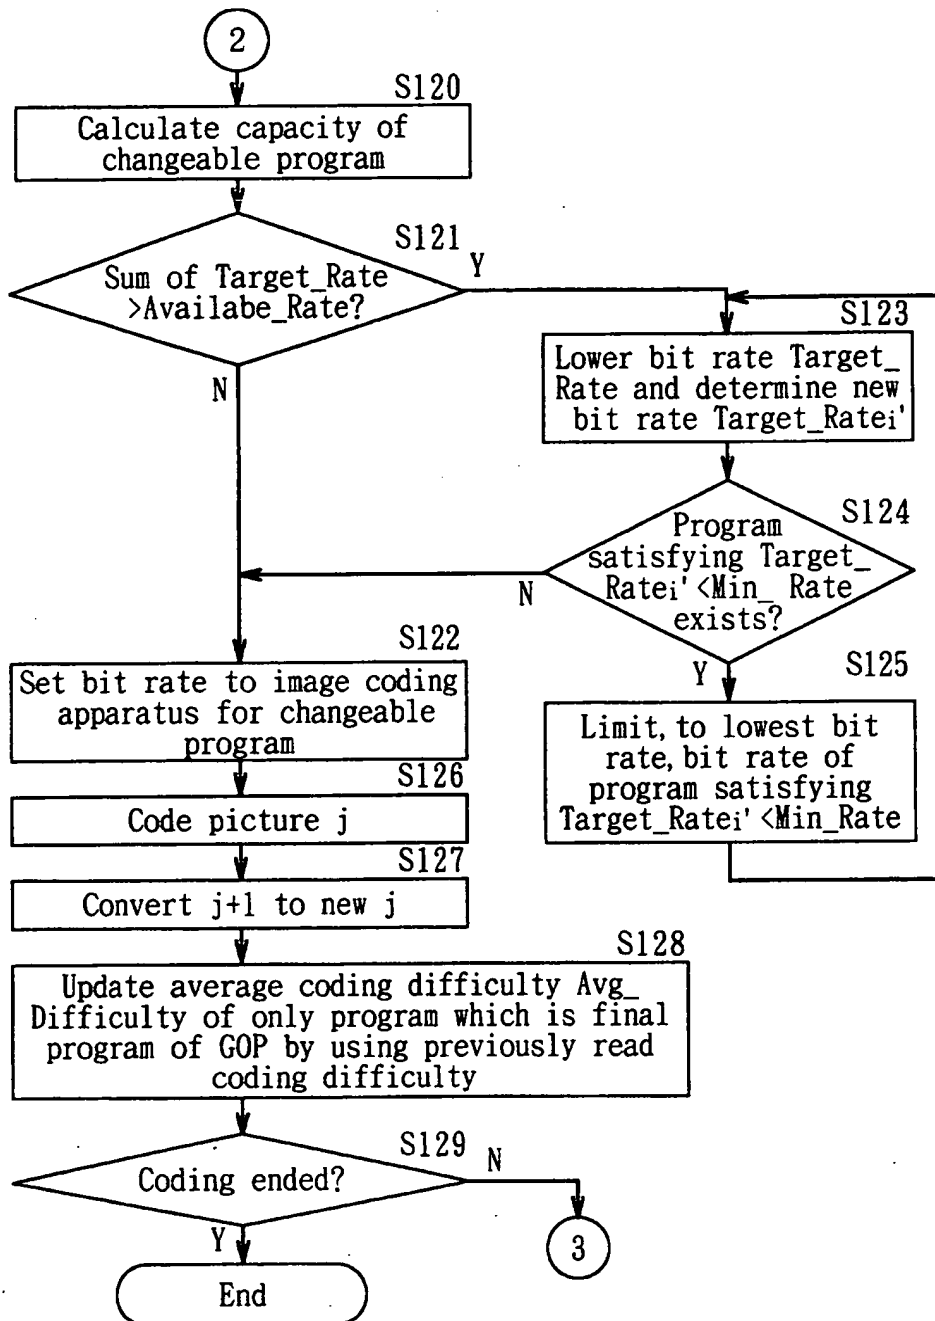 2
S120
Calculate capacity of
changeable program
S121
Sum of Target_Rate
>Availabe_Rate?
Y
N
S123
Lower bit rate Target_
Rate and determine new
bit rate Target_Ratei'
S124
Program
satisfying Target_
Ratei'<Min_ Rate
exists?
N
Y
S122
Set bit rate to image coding
apparatus for changeable
program
S125
Limit, to lowest bit
rate, bit rate of
program satisfying
Target_Ratei'<Min_Rate
S126
Code picture j
S127
Convert j+1 to new j
S128
Update average coding difficulty Avg_
Difficulty of only program which is final
program of GOP by using previously read
coding difficulty
S129
Coding ended?
N
Y
3
End